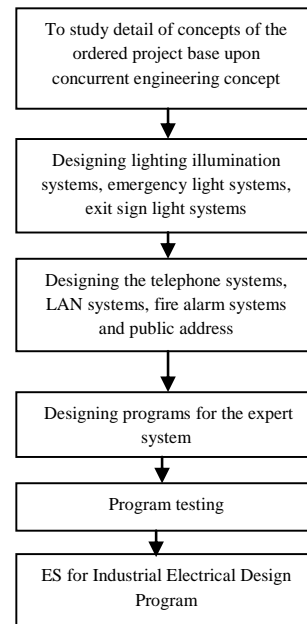 To study detail of concepts of the
ordered project base upon
concurrent engineering concept
Designing lighting illumination
systems, emergency light systems,
exit sign light systems
Designing the telephone systems,
LAN systems, fire alarm systems
and public address
Designing programs for the expert
system
Program testing
ES for Industrial Electrical Design
Program